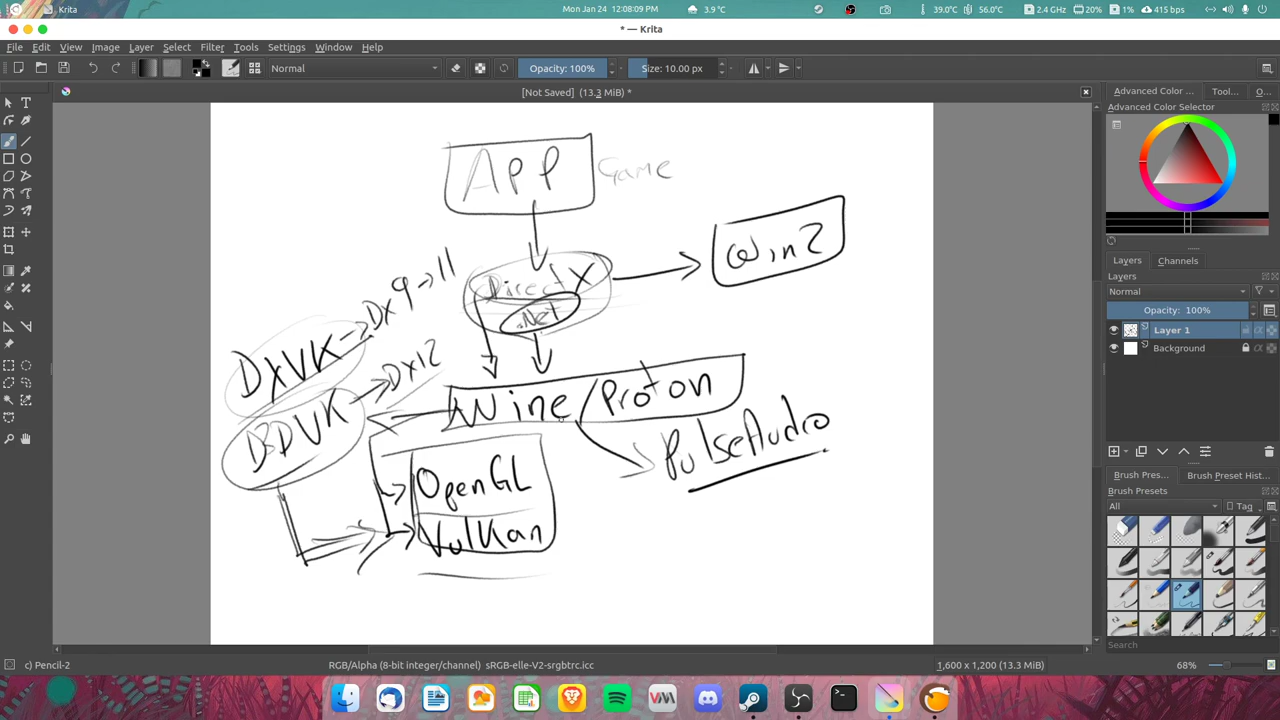 Krita
Mon Jan 24 12:08:09
3.9°C
39.0°C
56.0°C
2.4 GHz
20%
1%
415 bps
* — Krita
File Edit View Image Layer Select Filter Tools Settings Window Help
Normal
Opacity: 100%
Size: 10.00 px
[Not Saved] (13.3 MiB) *
Advanced Color ...
Tool...
O...
Advanced Color Selector
APP
Game
Direct X
.Net
Win2
DXVK
Dx9->11
Dx12
Wine/Proton
PulseAudio
OpenGL
Vulkan
Layers
Channels
Layers
Normal
Opacity: 100%
Layer 1
Background
Brush Pres...
Brush Preset Hist...
Brush Presets
All
Tag
Search
c) Pencil-2
RGB/Alpha (8-bit integer/channel) sRGB-elle-V2-srgbtrc.icc
1,600 x 1,200 (13.3 MiB)
68%